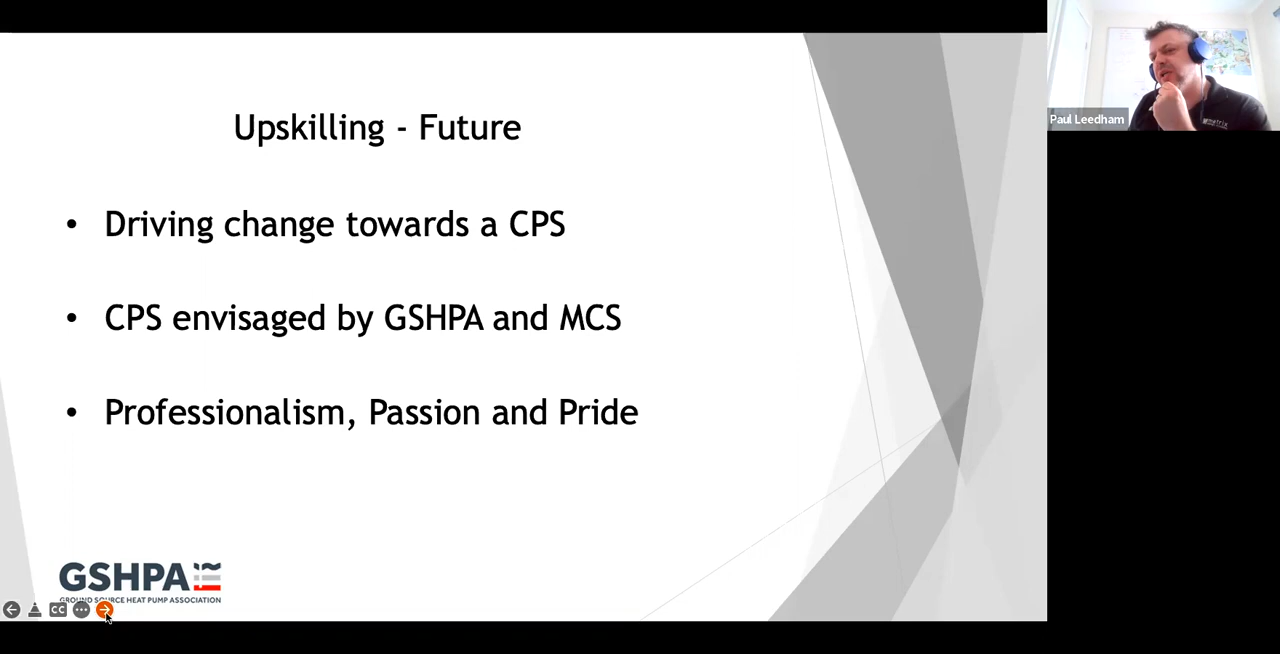 Upskilling - Future
• Driving change towards a CPS
• CPS envisaged by GSHPA and MCS
• Professionalism, Passion and Pride
GSHPA
GROUND SOURCE HEAT PUMP ASSOCIATION
CC
Paul Leedham